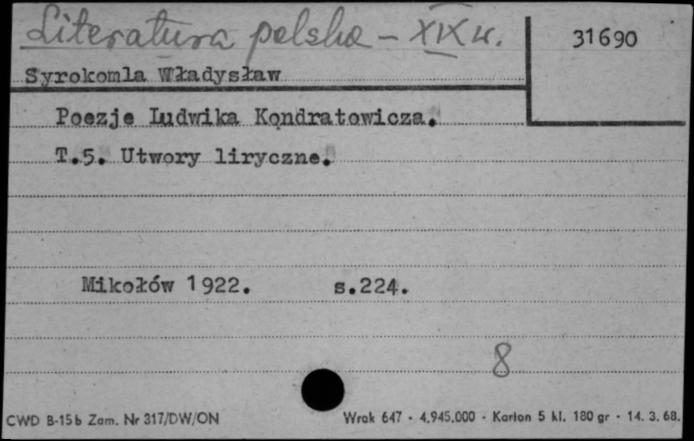 Literatura polska - XIX w.
31690
Syrokomla Władysław
Poezje Ludwika Kondratowicza.
T.5. Utwory liryczne.
Mikołów 1922. s.224.
8
CWD B-15b Zam. Nr 317/DW/ON Wrak 647 - 4.945.000 - Karton 5 kl. 180 gr - 14. 3. 68.